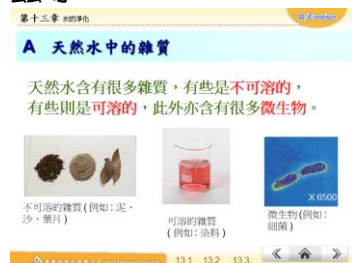 第十三章 水的淨化
中/English
A 天然水中的雜質
天然水含有很多雜質，有些是不可溶的，
有些則是可溶的，此外亦含有很多微生物。
X 6500
不可溶的雜質(例如：泥、
沙、葉片)
可溶的雜質
(例如：染料)
微生物(例如：
細菌)
13.1 13.2 13.3